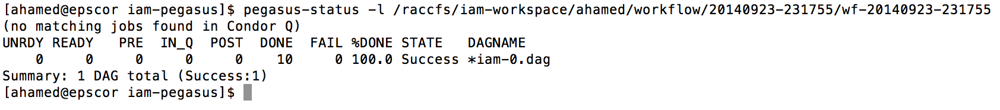 [ahamed@epscor iam-pegasus]$ pegasus-status -l /raccfs/iam-workspace/ahamed/workflow/20140923-231755/wf-20140923-231755
(no matching jobs found in Condor Q)
UNRDY READY   PRE  IN_Q  POST  DONE  FAIL %DONE STATE   DAGNAME
    0     0     0     0     0    10     0 100.0 Success *iam-0.dag
Summary: 1 DAG total (Success:1)
[ahamed@epscor iam-pegasus]$